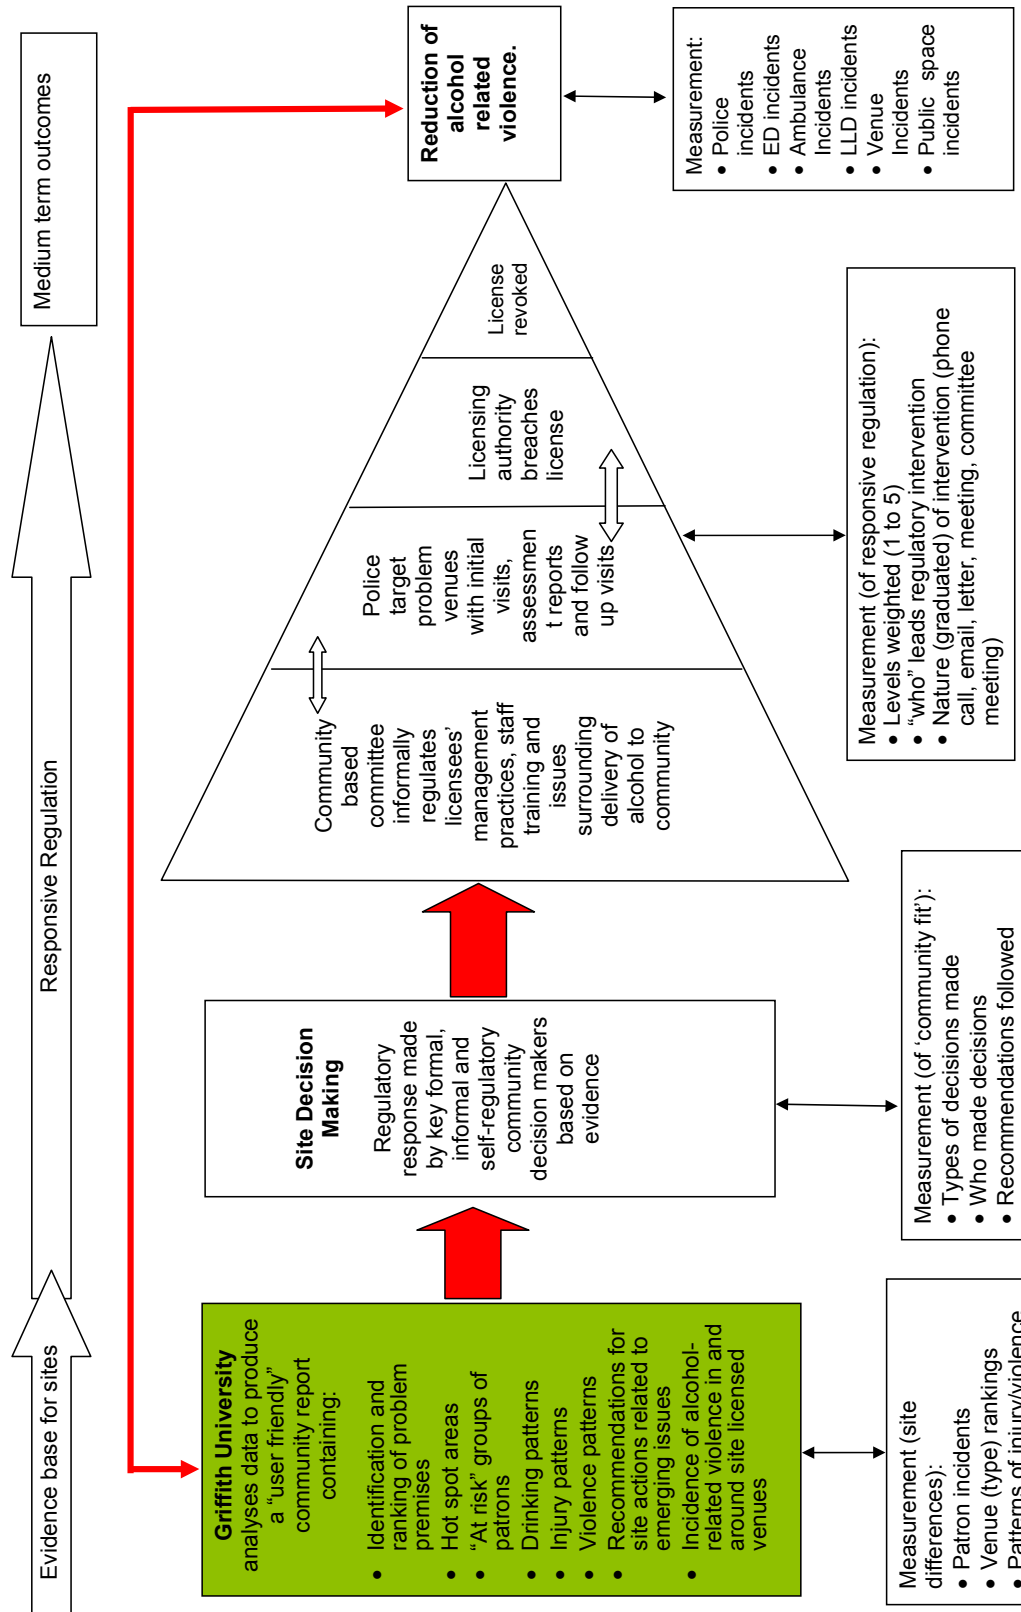 Evidence base for sites
Responsive Regulation
Medium term outcomes
Griffith University
analyses data to produce
a “user friendly”
community report
containing:
• Identification and
ranking of problem
premises
• Hot spot areas
• “At risk” groups of
patrons
• Drinking patterns
• Injury patterns
• Violence patterns
• Recommendations for
site actions related to
emerging issues
• Incidence of alcohol-
related violence in and
around site licensed
venues
Site Decision
Making
Regulatory
response made
by key formal,
informal and
self-regulatory
community
decision makers
based on
evidence
Community
based
committee
informally
regulates
licensees’
management
practices, staff
training and
issues
surrounding
delivery of
alcohol to
community
Police
target
problem
venues
with initial
visits,
assessmen
t reports
and follow
up visits
Licensing
authority
breaches
license
License
revoked
Reduction of
alcohol
related
violence.
Measurement (site
differences):
• Patron incidents
• Venue (type) rankings
• Patterns of injury/violence
Measurement (of ‘community fit’):
• Types of decisions made
• Who made decisions
• Recommendations followed
Measurement (of responsive regulation):
• Levels weighted (1 to 5)
• “who” leads regulatory intervention
• Nature (graduated) of intervention (phone
call, email, letter, meeting, committee
meeting)
Measurement:
• Police
incidents
• ED incidents
• Ambulance
Incidents
• LLD incidents
• Venue
Incidents
• Public space
incidents